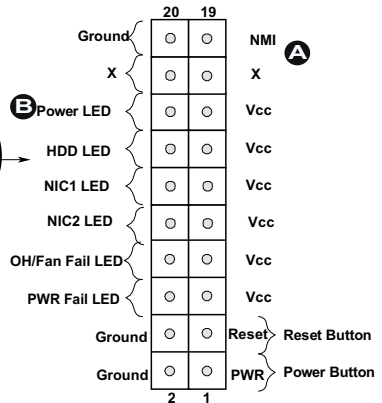 20 19
Ground NMI A
X X
B Power LED Vcc
HDD LED Vcc
NIC1 LED Vcc
NIC2 LED Vcc
OH/Fan Fail LED Vcc
PWR Fail LED Vcc
Ground Reset Reset Button
Ground PWR Power Button
2 1